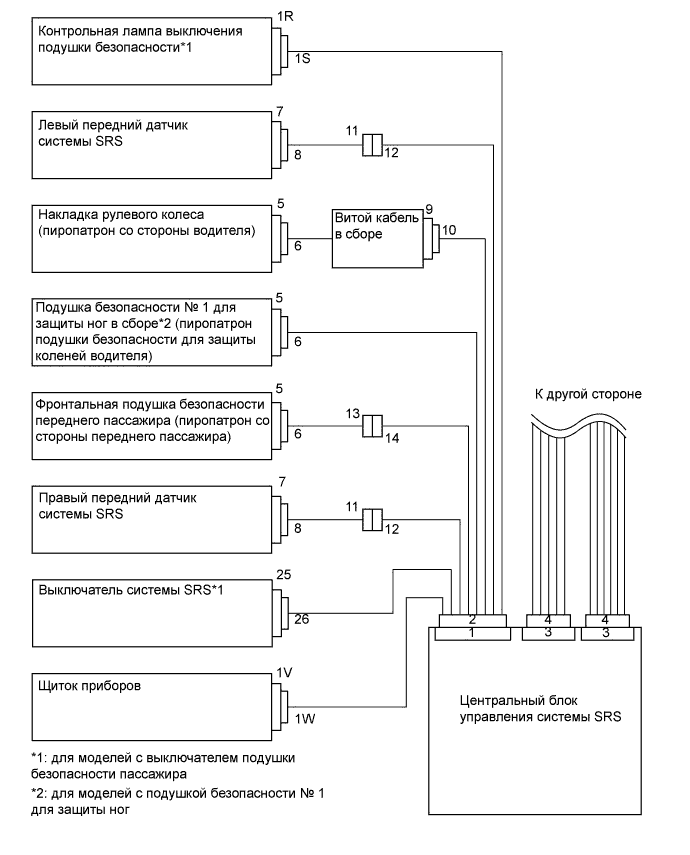 1R
Контрольная лампа выключения
подушки безопасности*1
1S
7
Левый передний датчик
системы SRS
8
11
12
5
Накладка рулевого колеса
(пиропатрон со стороны водителя)
6
Витой кабель
в сборе
9
10
5
Подушка безопасности № 1 для
защиты ног в сборе*2 (пиропатрон
подушки безопасности для защиты
коленей водителя)
6
5
Фронтальная подушка безопасности
переднего пассажира (пиропатрон со
стороны переднего пассажира)
6
13
14
К другой стороне
7
Правый передний датчик
системы SRS
8
11
12
25
Выключатель системы SRS*1
26
2
1
4
3
4
3
1V
Щиток приборов
1W
Центральный блок
управления системы SRS
*1: для моделей с выключателем подушки
безопасности пассажира
*2: для моделей с подушкой безопасности № 1
для защиты ног